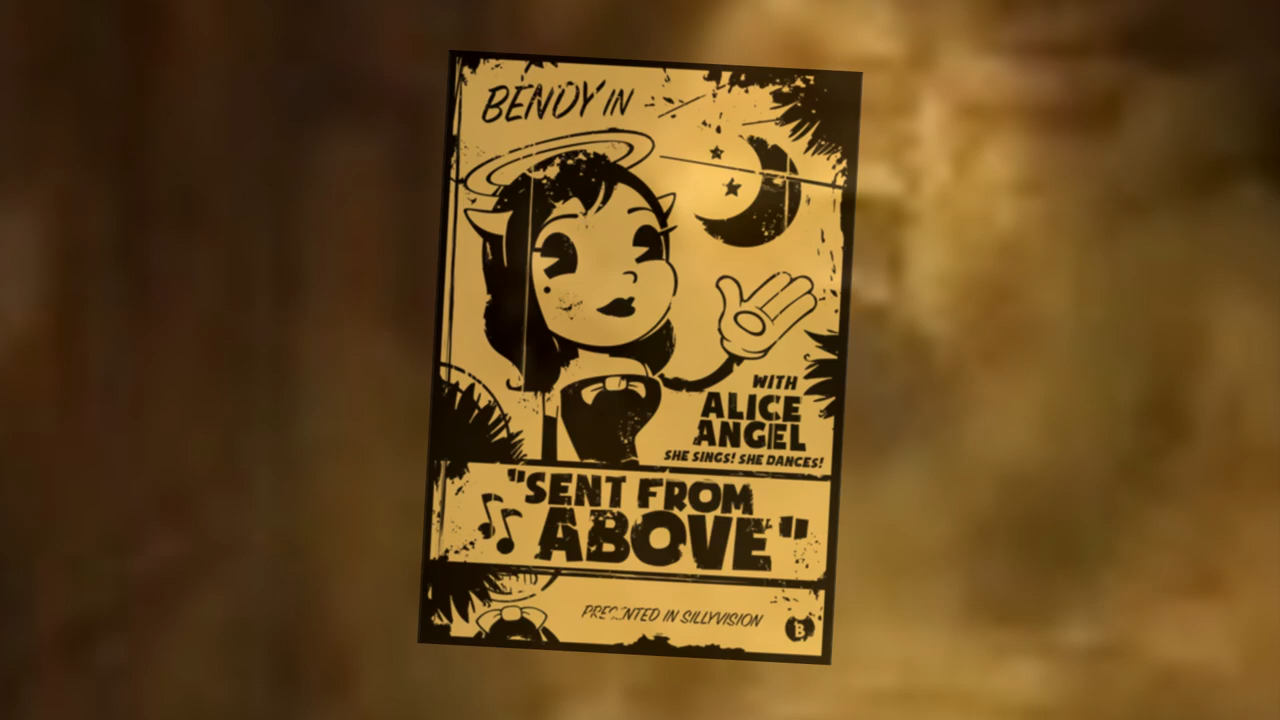 BENDY IN
WITH
ALICE
ANGEL
SHE SINGS! SHE DANCES!
"SENT FROM
ABOVE"
PRESENTED IN SILLYVISION
B